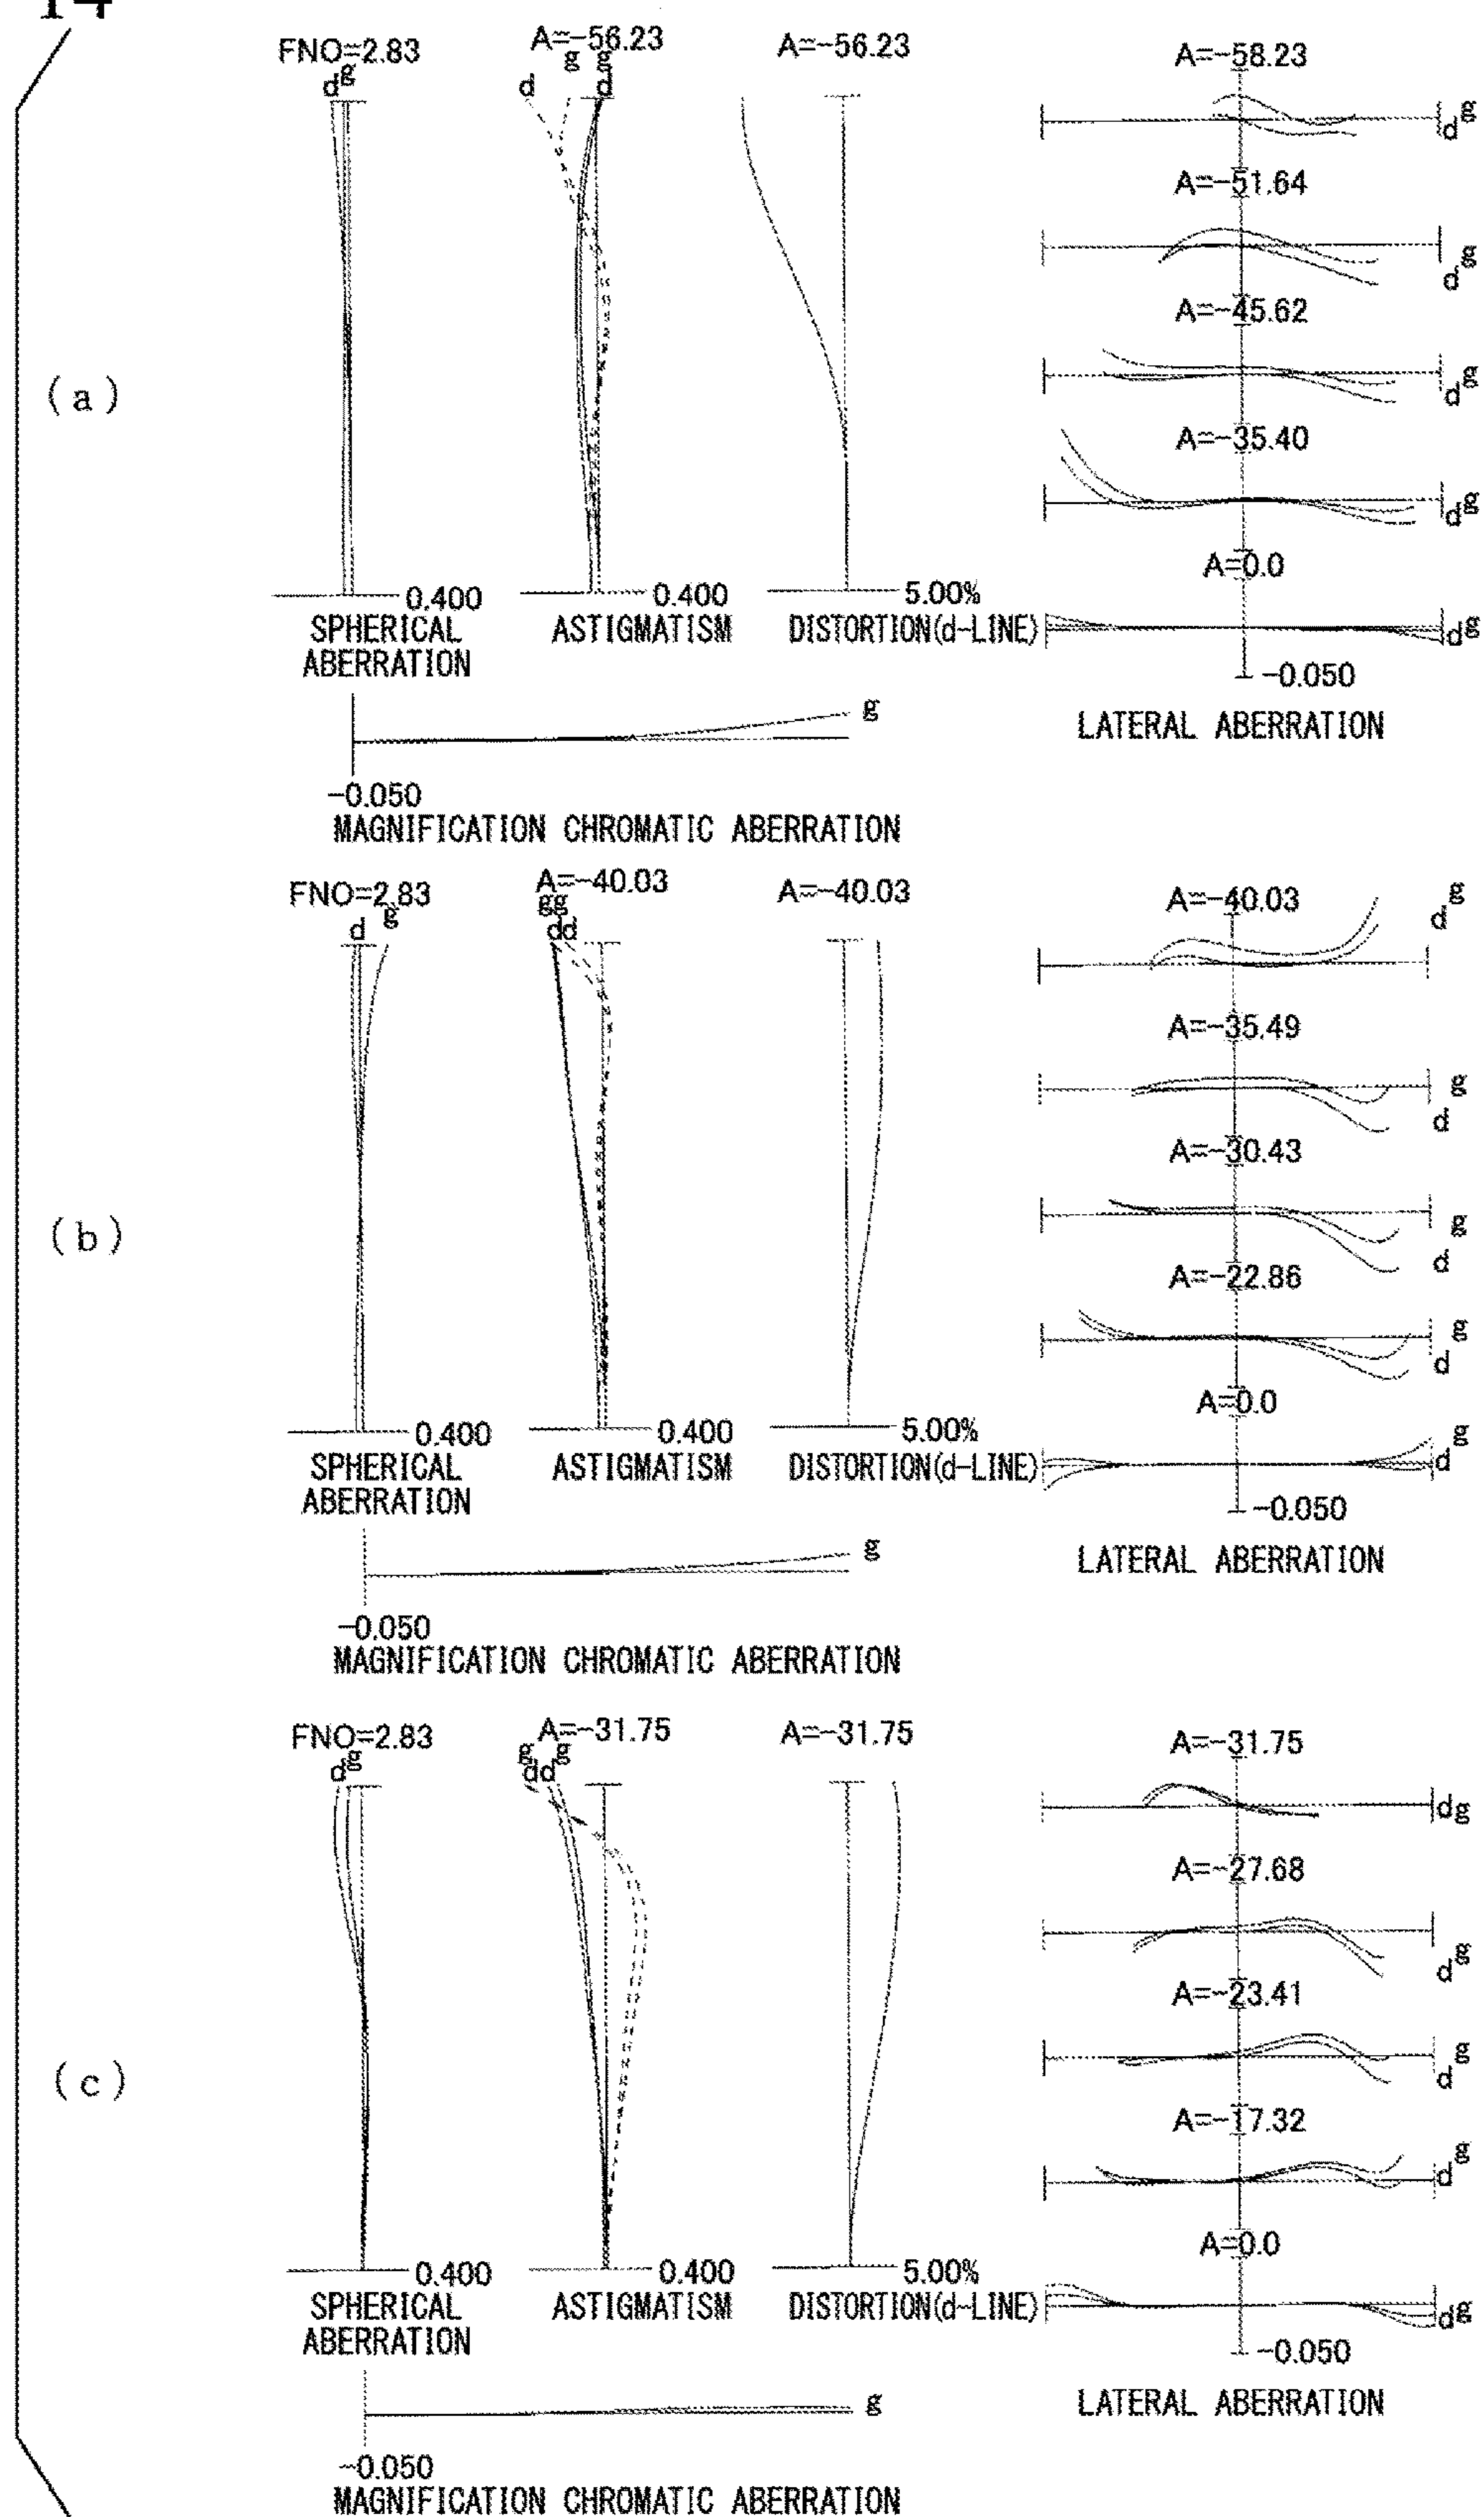 14
(a)
FNO=2.83
d g
A=-56.23
d g g d
A=-56.23
0.400
SPHERICAL
ABERRATION
0.400
ASTIGMATISM
5.00%
DISTORTION(d-LINE)
A=-58.23
d g
A=-51.64
d g
A=-45.62
d g
A=-35.40
d g
A=0.0
d g
-0.050
LATERAL ABERRATION
g
-0.050
MAGNIFICATION CHROMATIC ABERRATION
(b)
FNO=2.83
d g
A=-40.03
g g
d d
A=-40.03
0.400
SPHERICAL
ABERRATION
0.400
ASTIGMATISM
5.00%
DISTORTION(d-LINE)
A=-40.03
d g
A=-35.49
d g
A=-30.43
d g
A=-22.86
d g
A=0.0
d g
-0.050
LATERAL ABERRATION
g
-0.050
MAGNIFICATION CHROMATIC ABERRATION
(c)
FNO=2.83
d g
A=-31.75
g g
d d
A=-31.75
0.400
SPHERICAL
ABERRATION
0.400
ASTIGMATISM
5.00%
DISTORTION(d-LINE)
A=-31.75
d g
A=-27.68
d g
A=-23.41
d g
A=-17.32
d g
A=0.0
d g
-0.050
LATERAL ABERRATION
g
-0.050
MAGNIFICATION CHROMATIC ABERRATION